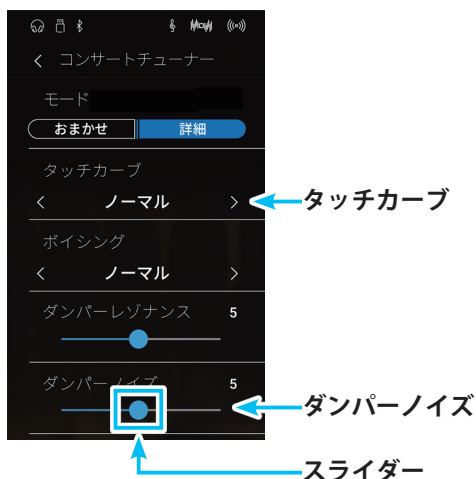 コンサートチューナー
モード
おまかせ 詳細
タッチカーブ
ノーマル
タッチカーブ
ボイシング
ノーマル
ダンパーレゾナンス 5
ダンパーノイズ 5
ダンパーノイズ
スライダー